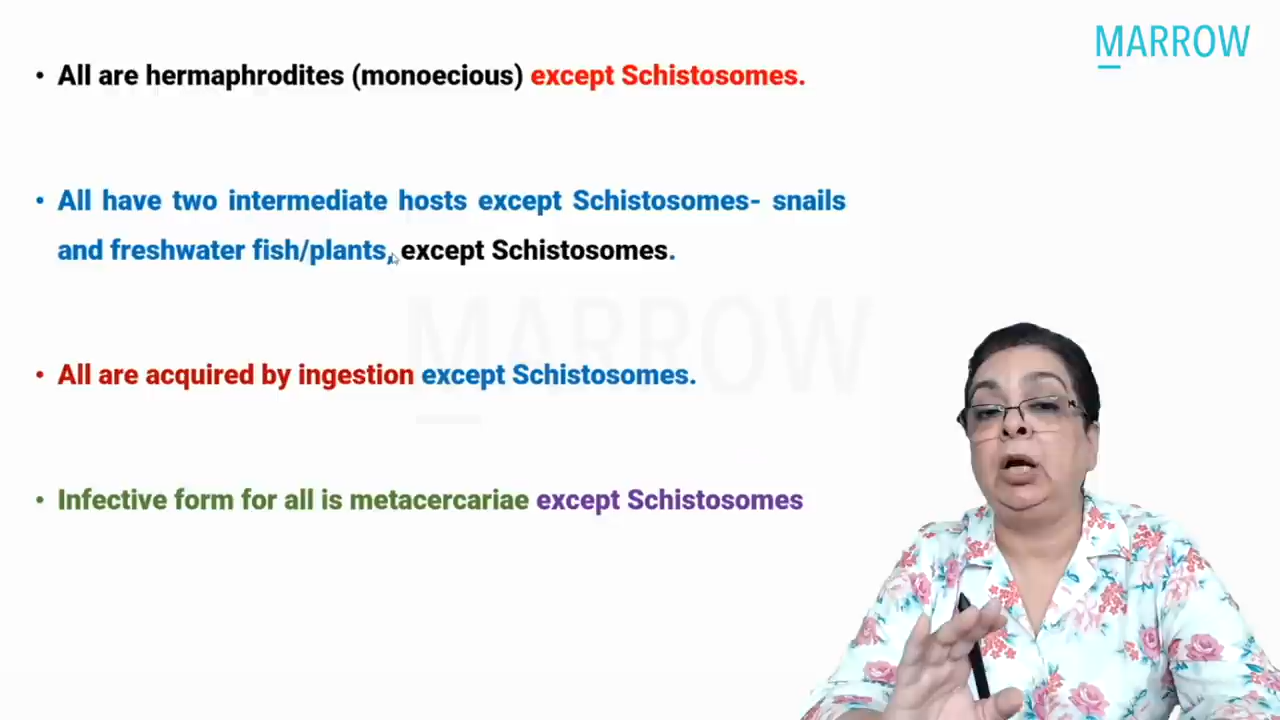 MARROW
• All are hermaphrodites (monoecious) except Schistosomes.
• All have two intermediate hosts except Schistosomes- snails
and freshwater fish/plants, except Schistosomes.
MARROW
• All are acquired by ingestion except Schistosomes.
• Infective form for all is metacercariae except Schistosomes